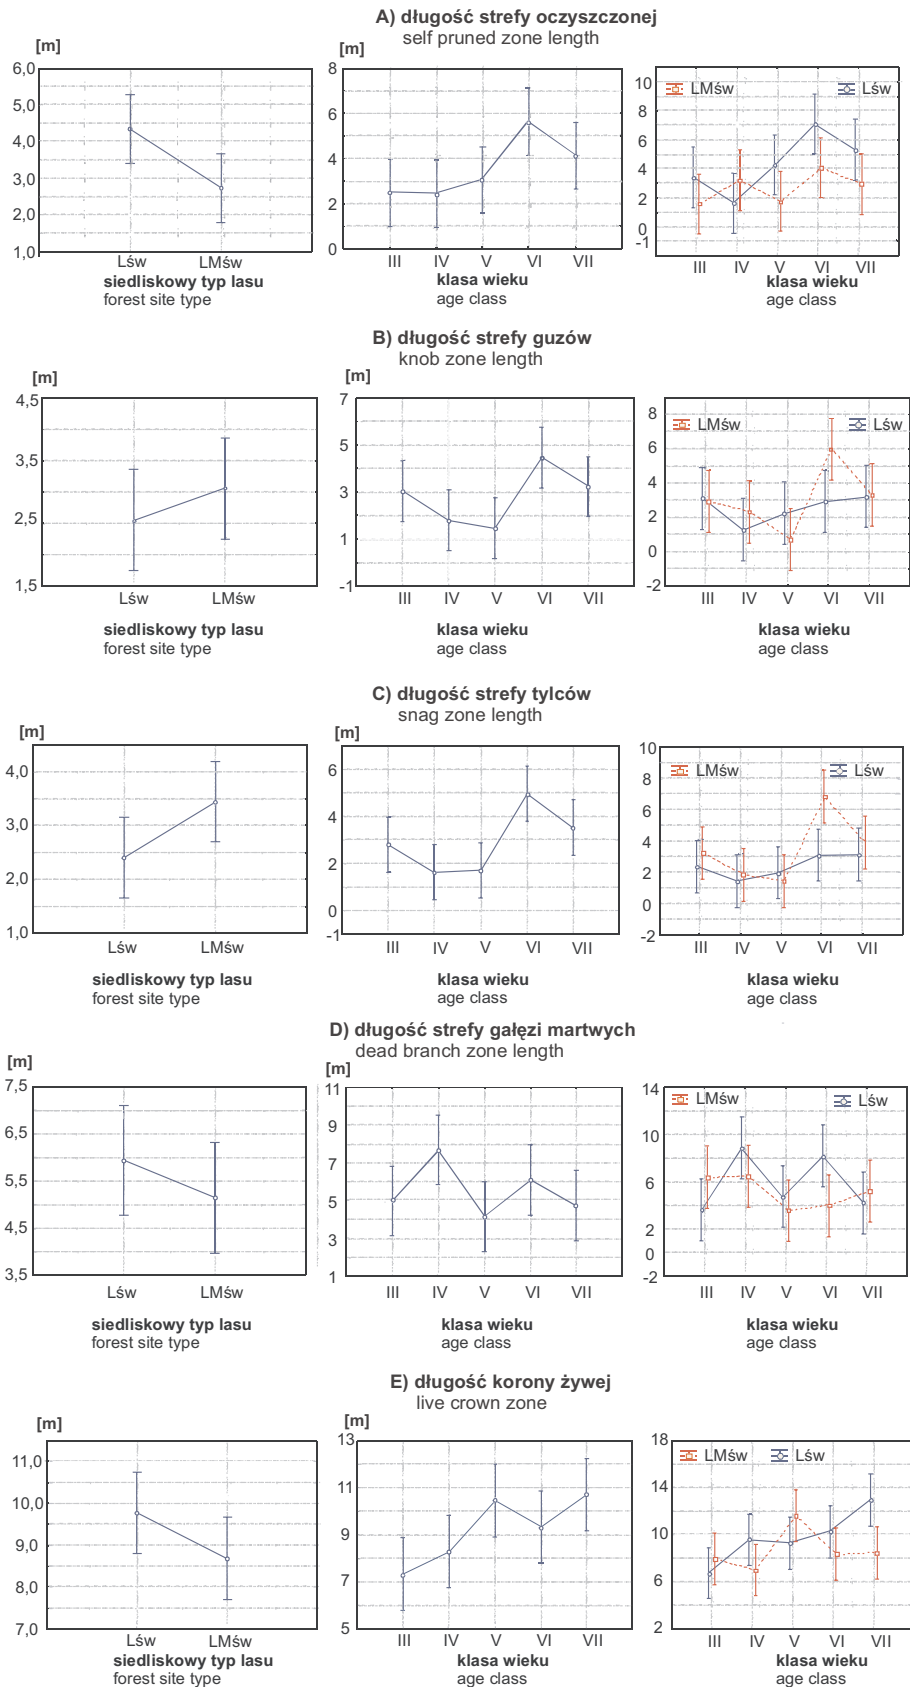 A) długość strefy oczyszczonej
self pruned zone length
[m]
[m]
6,0
5,0
4,0
3,0
2,0
1,0
Lśw
LMśw
siedliskowy typ lasu
forest site type
8
6
4
2
0
III
IV
V
VI
VII
klasa wieku
age class
LMśw
Lśw
10
8
6
4
2
0
-1
III
IV
V
VI
VII
klasa wieku
age class
B) długość strefy guzów
knob zone length
[m]
[m]
4,5
3,5
2,5
1,5
Lśw
LMśw
siedliskowy typ lasu
forest site type
7
5
3
1
-1
III
IV
V
VI
VII
klasa wieku
age class
LMśw
Lśw
8
6
4
2
0
-2
III
IV
V
VI
VII
klasa wieku
age class
C) długość strefy tylców
snag zone length
[m]
[m]
4,0
3,0
2,0
1,0
Lśw
LMśw
siedliskowy typ lasu
forest site type
6
4
2
0
-1
III
IV
V
VI
VII
klasa wieku
age class
LMśw
Lśw
10
8
6
4
2
0
-2
III
IV
V
VI
VII
klasa wieku
age class
D) długość strefy gałęzi martwych
dead branch zone length
[m]
[m]
7,5
6,5
5,5
4,5
3,5
Lśw
LMśw
siedliskowy typ lasu
forest site type
11
9
7
5
3
1
III
IV
V
VI
VII
klasa wieku
age class
LMśw
Lśw
14
10
6
4
2
0
-2
III
IV
V
VI
VII
klasa wieku
age class
E) długość korony żywej
live crown zone
[m]
[m]
11,0
10,0
9,0
8,0
7,0
Lśw
LMśw
siedliskowy typ lasu
forest site type
13
11
9
7
5
III
IV
V
VI
VII
klasa wieku
age class
LMśw
Lśw
18
14
10
6
2
III
IV
V
VI
VII
klasa wieku
age class